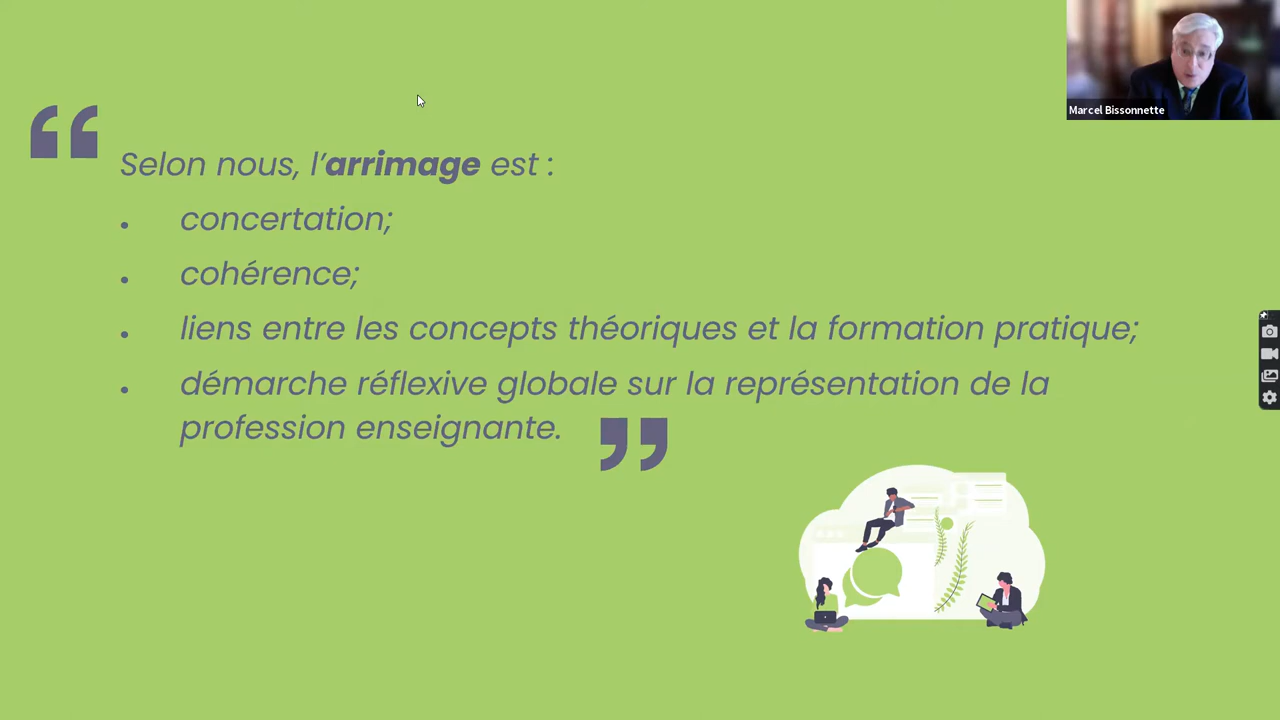 Marcel Bissonnette
“
Selon nous, l’arrimage est :
• concertation;
• cohérence;
• liens entre les concepts théoriques et la formation pratique;
• démarche réflexive globale sur la représentation de la
profession enseignante. ”